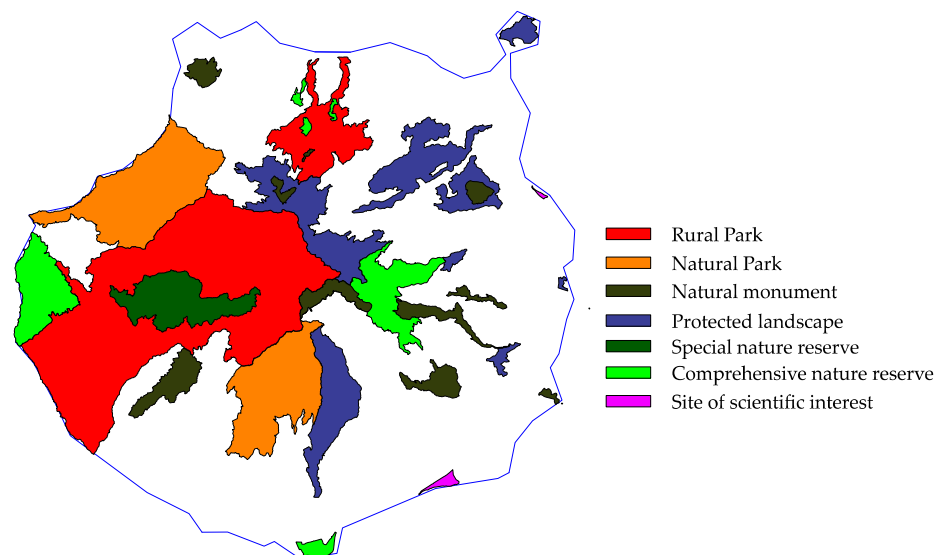 Rural Park
Natural Park
Natural monument
Protected landscape
Special nature reserve
Comprehensive nature reserve
Site of scientific interest